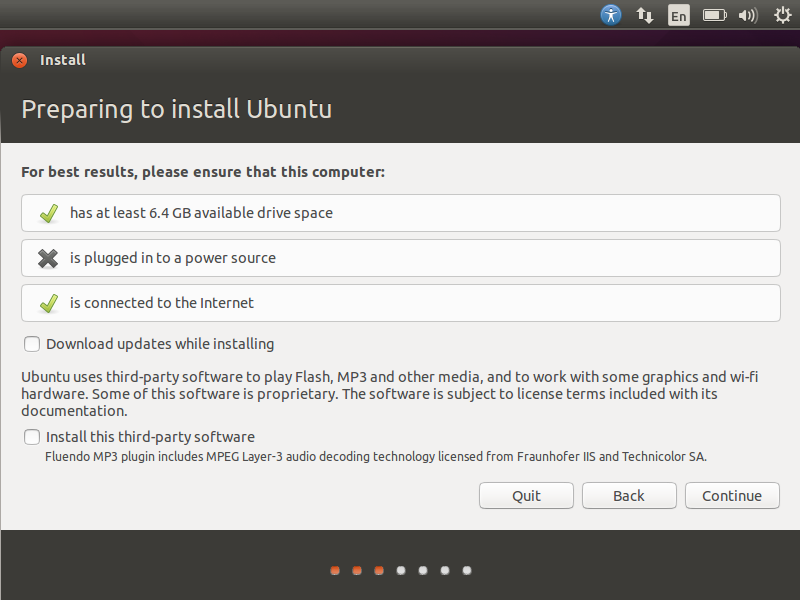 En
Install
Preparing to install Ubuntu
For best results, please ensure that this computer:
has at least 6.4 GB available drive space
is plugged in to a power source
is connected to the Internet
Download updates while installing
Ubuntu uses third-party software to play Flash, MP3 and other media, and to work with some graphics and wi-fi
hardware. Some of this software is proprietary. The software is subject to license terms included with its
documentation.
Install this third-party software
Fluendo MP3 plugin includes MPEG Layer-3 audio decoding technology licensed from Fraunhofer IIS and Technicolor SA.
Quit
Back
Continue